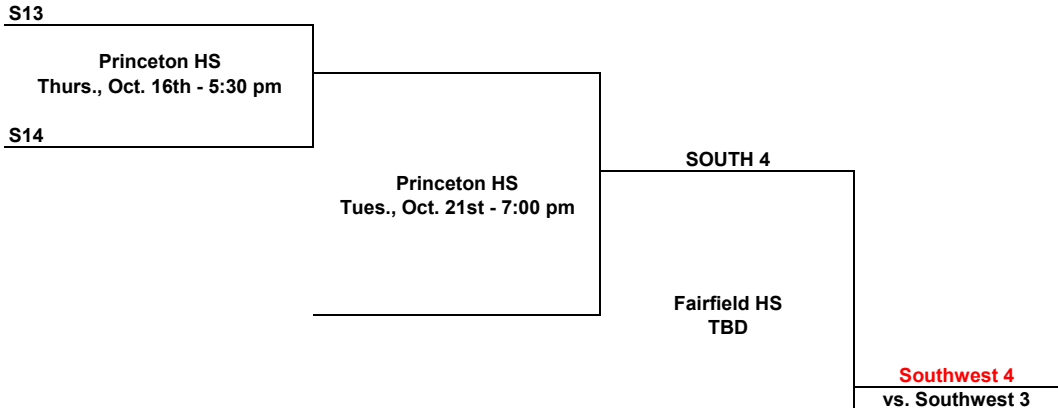 S13
Princeton HS
Thurs., Oct. 16th - 5:30 pm
S14
Princeton HS
Tues., Oct. 21st - 7:00 pm
SOUTH 4
Fairfield HS
TBD
Southwest 4
vs. Southwest 3